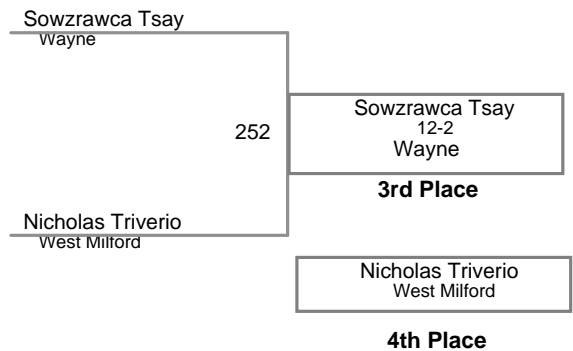 Sowzrawca Tsay
Wayne
252
Sowzrawca Tsay
12-2
Wayne
3rd Place
Nicholas Triverio
West Milford
Nicholas Triverio
West Milford
4th Place